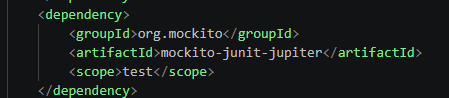 <dependency>
<groupId>org.mockito</groupId>
<artifactId>mockito-junit-jupiter</artifactId>
<scope>test</scope>
</dependency>